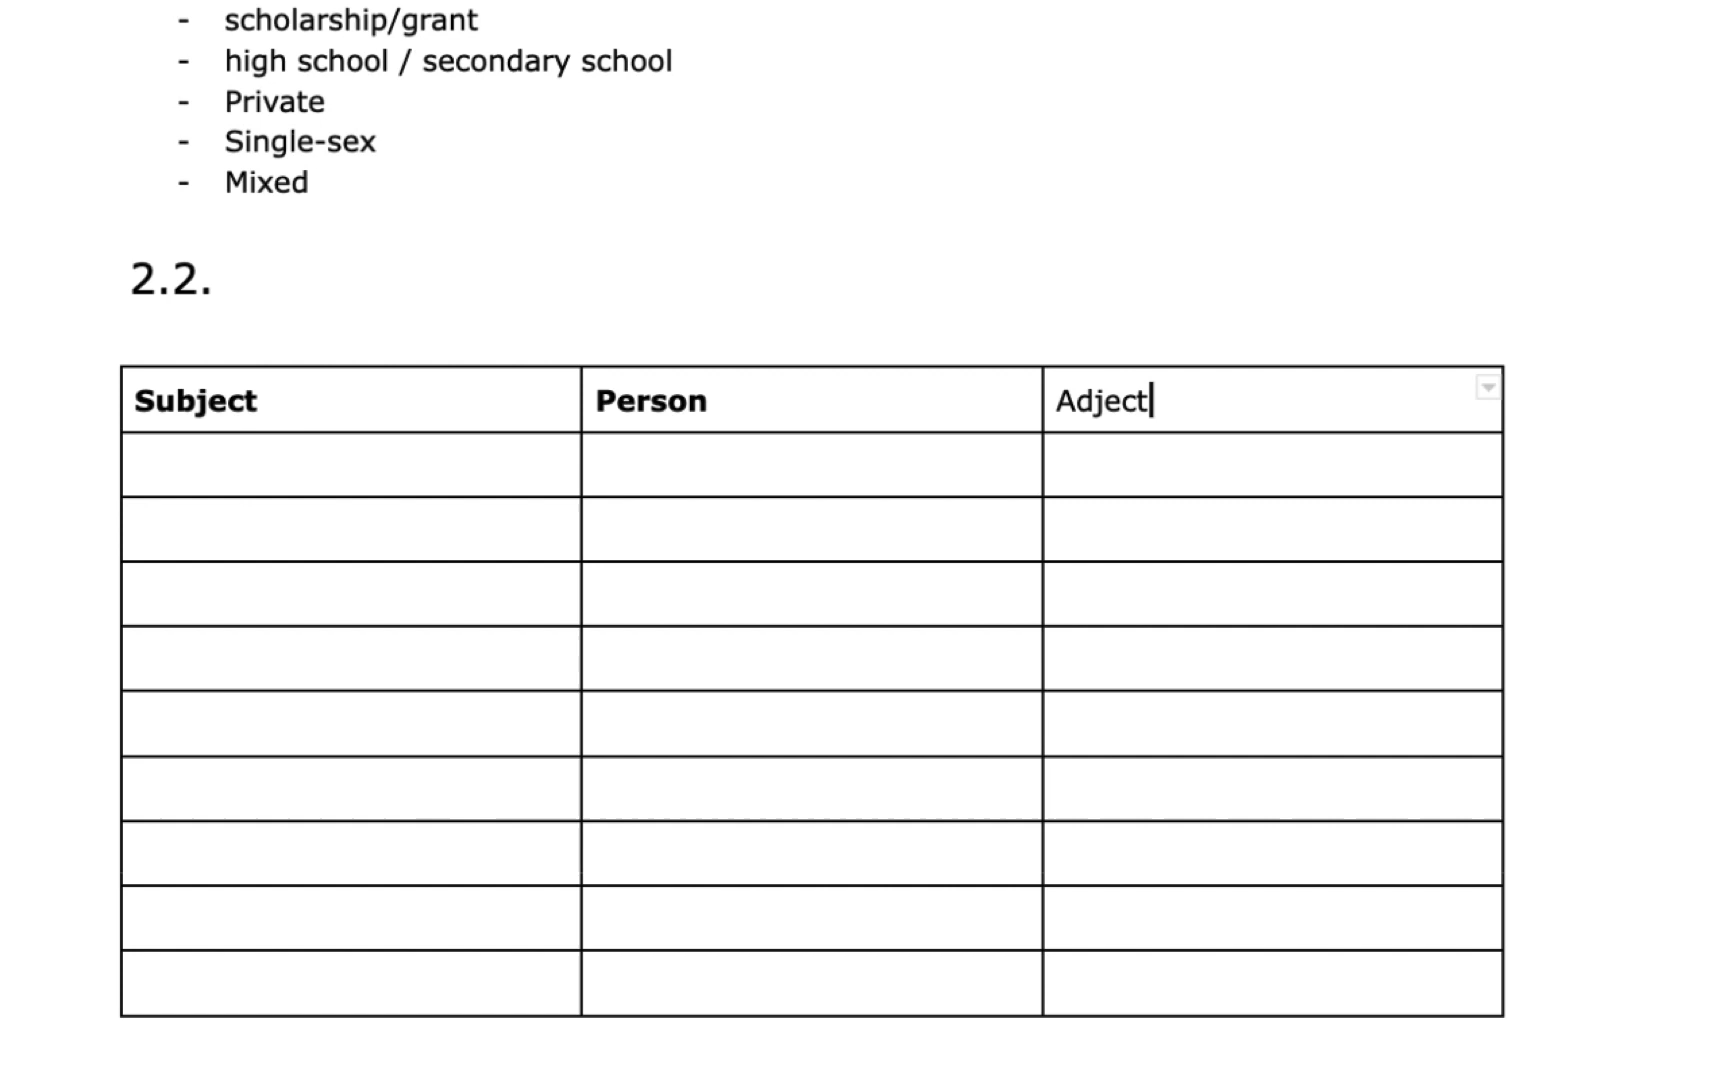 - scholarship/grant
- high school / secondary school
- Private
- Single-sex
- Mixed
2.2.
Subject Person Adject